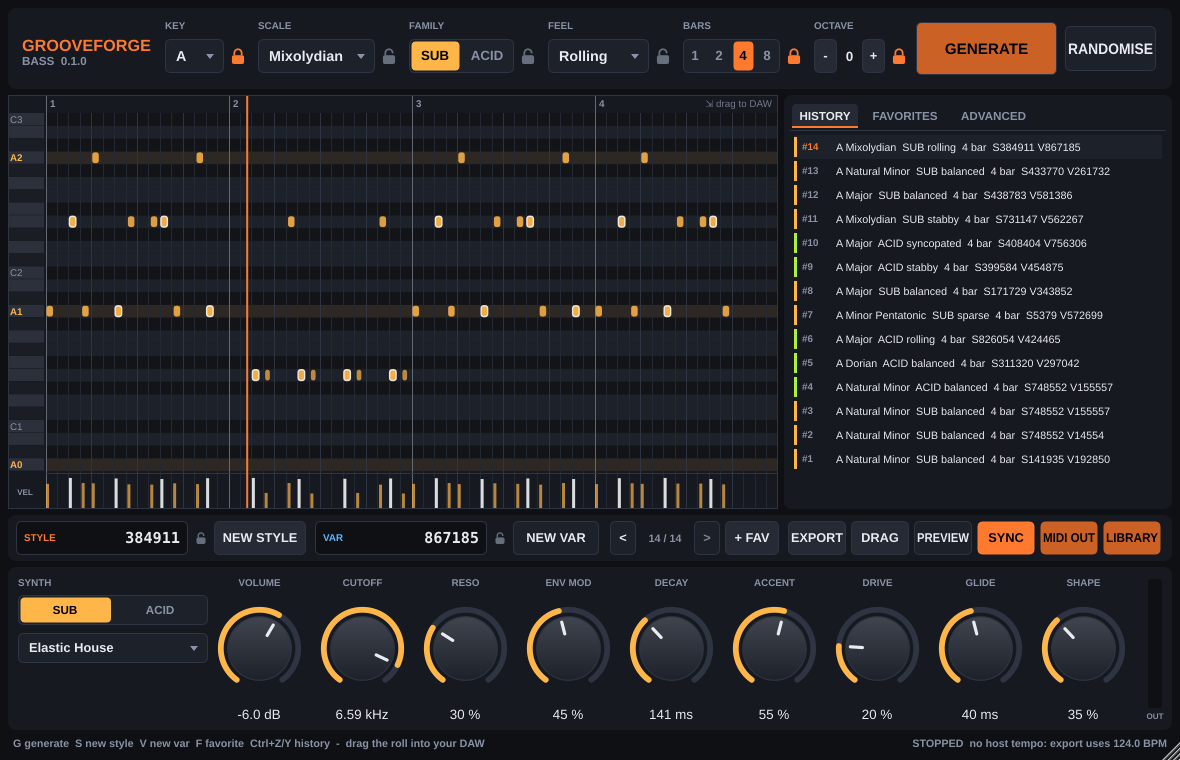 GROOVEFORGE
BASS 0.1.0
KEY
A
SCALE
Mixolydian
FAMILY
SUB ACID
FEEL
Rolling
BARS
1 2 4 8
OCTAVE
- 0 +
GENERATE
RANDOMISE
1 2 3 4 drag to DAW
C3
A2
C2
A1
C1
A0
VEL
HISTORY FAVORITES ADVANCED
#14 A Mixolydian SUB rolling 4 bar S384911 V867185
#13 A Natural Minor SUB balanced 4 bar S433770 V261732
#12 A Major SUB balanced 4 bar S438783 V581386
#11 A Mixolydian SUB stabby 4 bar S731147 V562267
#10 A Major ACID syncopated 4 bar S408404 V756306
#9 A Major ACID stabby 4 bar S399584 V454875
#8 A Major SUB balanced 4 bar S171729 V343852
#7 A Minor Pentatonic SUB sparse 4 bar S5379 V572699
#6 A Major ACID rolling 4 bar S826054 V424465
#5 A Dorian ACID balanced 4 bar S311320 V297042
#4 A Natural Minor ACID balanced 4 bar S748552 V155557
#3 A Natural Minor SUB balanced 4 bar S748552 V155557
#2 A Natural Minor SUB balanced 4 bar S748552 V14554
#1 A Natural Minor SUB balanced 4 bar S141935 V192850
STYLE 384911 NEW STYLE VAR 867185 NEW VAR < 14 / 14 > + FAV EXPORT DRAG PREVIEW SYNC MIDI OUT LIBRARY
SYNTH
SUB ACID
Elastic House
VOLUME CUTOFF RESO ENV MOD DECAY ACCENT DRIVE GLIDE SHAPE
-6.0 dB 6.59 kHz 30 % 45 % 141 ms 55 % 20 % 40 ms 35 %
OUT
G generate S new style V new var F favorite Ctrl+Z/Y history - drag the roll into your DAW
STOPPED no host tempo: export uses 124.0 BPM